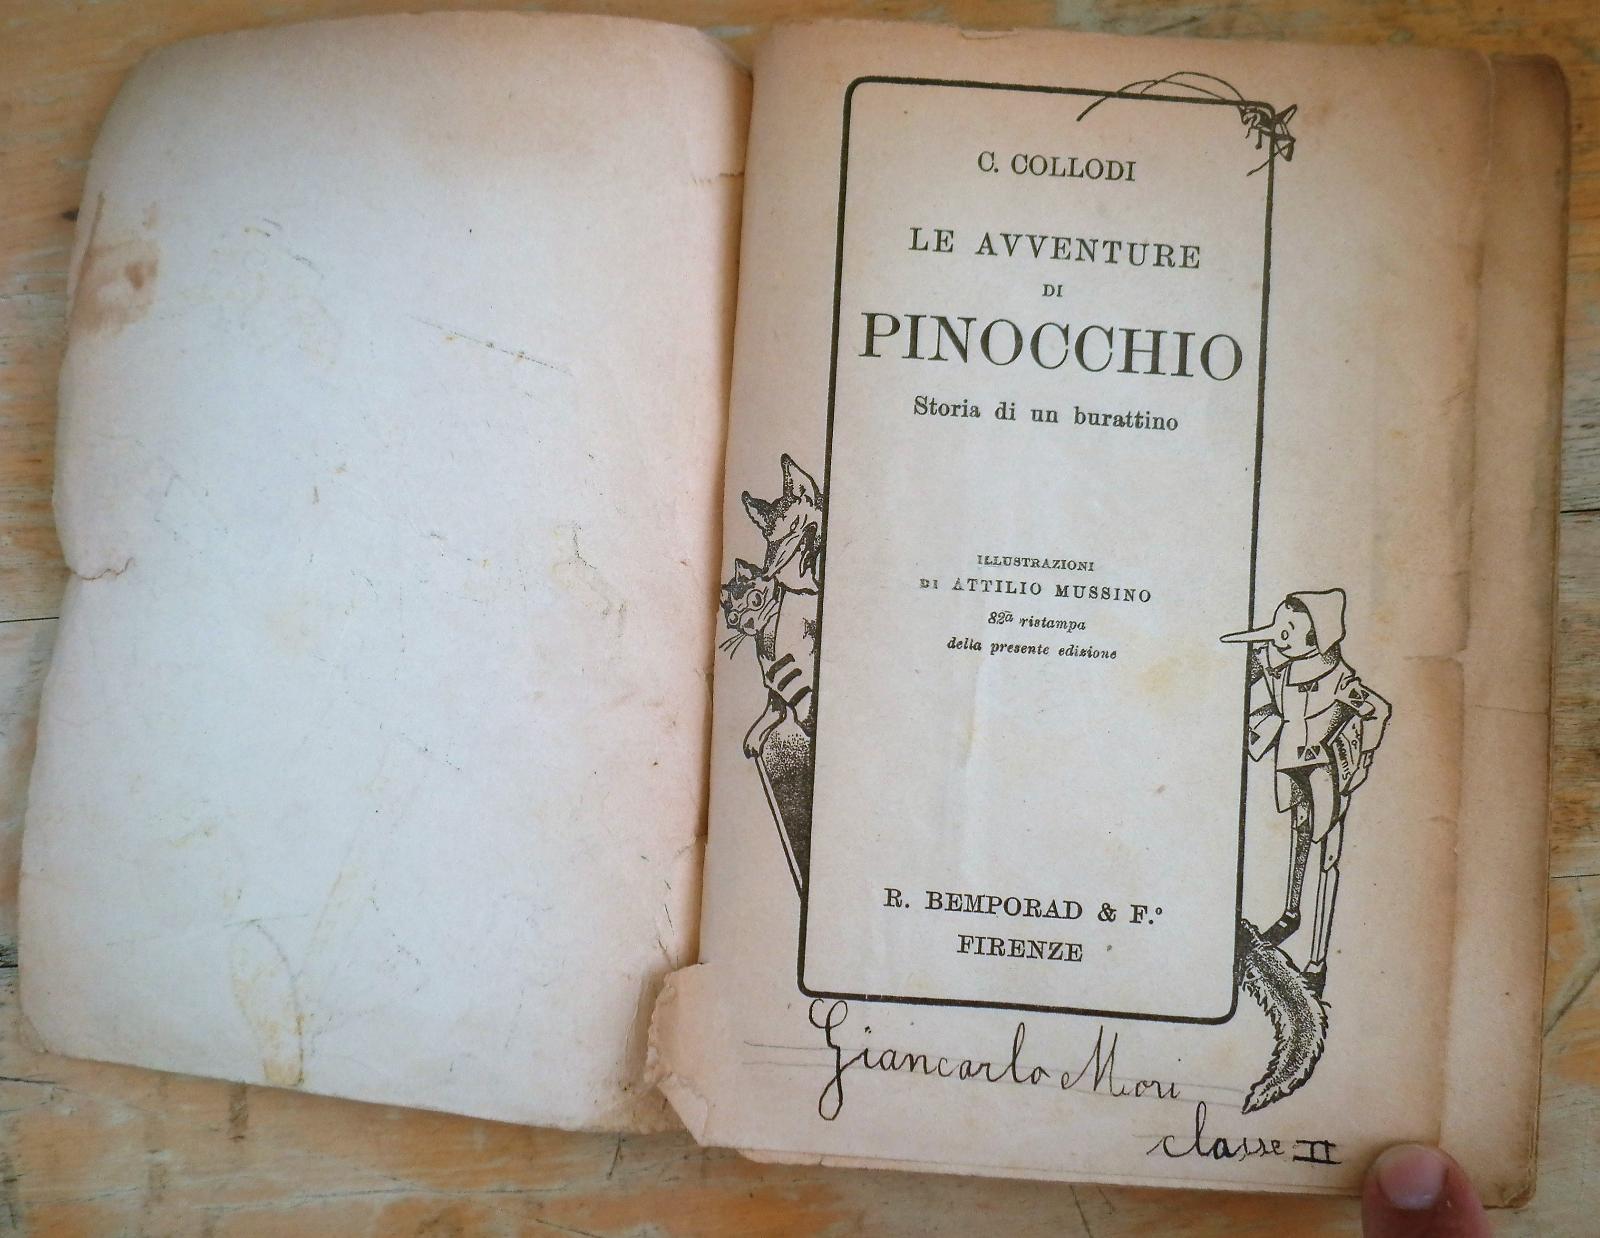 C. COLLODI
LE AVVENTURE
DI
PINOCCHIO
Storia di un burattino
ILLUSTRAZIONI
DI ATTILIO MUSSINO
82ª ristampa
della presente edizione
R. BEMPORAD & F.º
FIRENZE
Giancarlo Mori
classe II